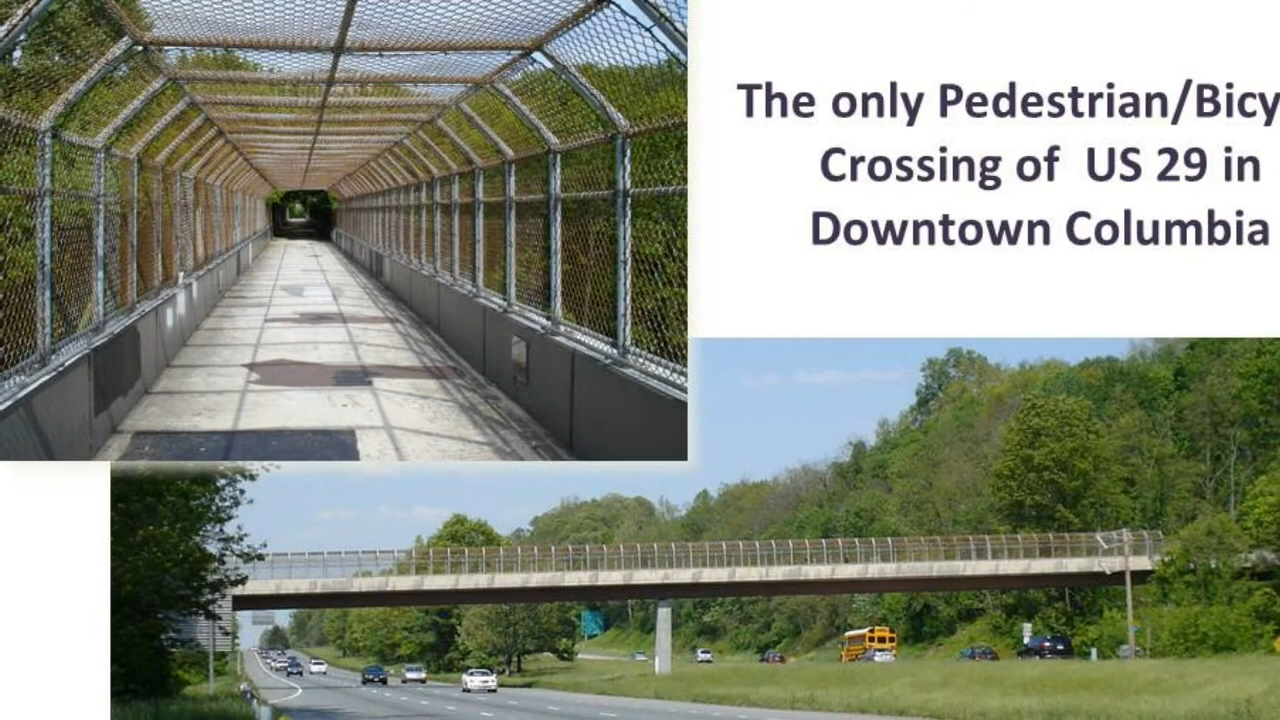 The only Pedestrian/Bicy
Crossing of US 29 in
Downtown Columbia